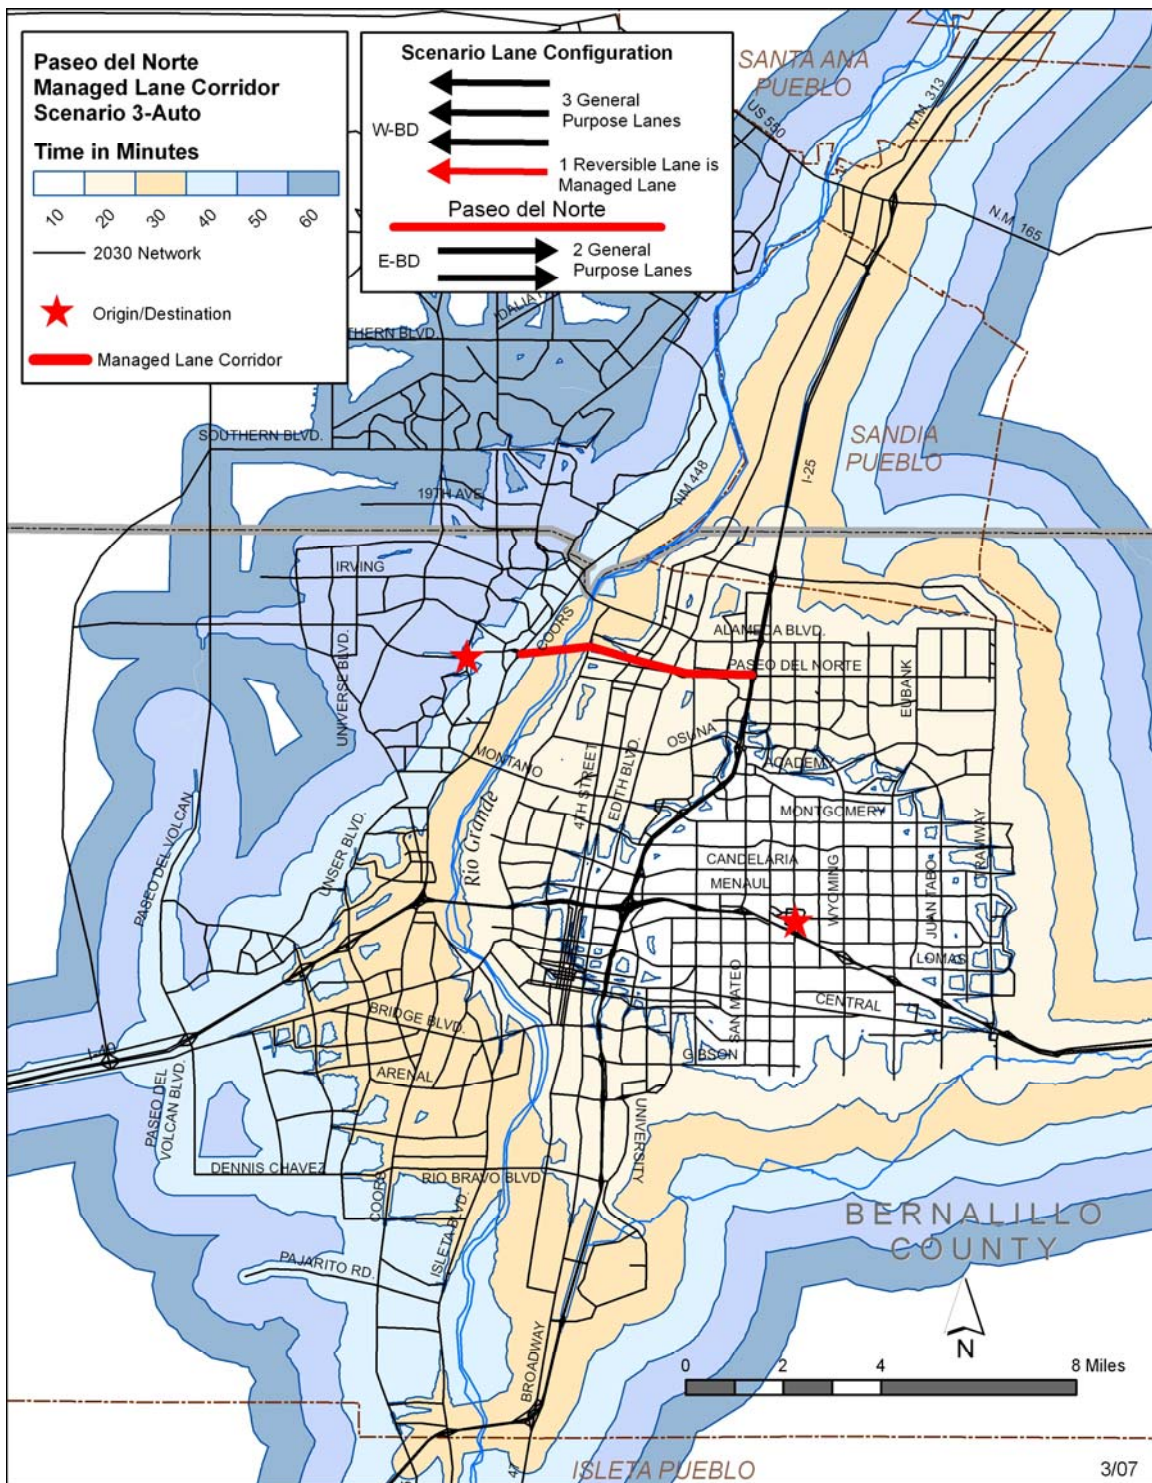 Paseo del Norte
Managed Lane Corridor
Scenario 3-Auto
Time in Minutes
10 20 30 40 50 60
2030 Network
Origin/Destination
Managed Lane Corridor
Scenario Lane Configuration
W-BD
3 General
Purpose Lanes
1 Reversible Lane is
Managed Lane
Paseo del Norte
E-BD
2 General
Purpose Lanes
SANTA ANA
PUEBLO
US 550
N.M. 313
N.M. 165
SANDIA
PUEBLO
I-25
NM 448
SOUTHERN BLVD.
19TH AVE
IRVING
UNIVERSE BLVD.
COORS
ALAMEDA BLVD.
PASEO DEL NORTE
EUBANK
OSUNA
ACADEMY
MONTANO
4TH STREET
EDITH BLVD.
MONTGOMERY
Rio Grande
CANDELARIA
MENAUL
WYOMING
JUAN TABO
TRAMWAY
UNSER BLVD.
PASEO DEL VOLCAN
LOMAS
SAN MATEO
CENTRAL
GIBSON
BRIDGE BLVD.
ARENAL
I-40
PASEO DEL
VOLCAN BLVD.
UNIVERSITY
DENNIS CHAVEZ
COORS
RIO BRAVO BLVD
ISLETA BLVD.
PAJARITO RD.
BERNALILLO
COUNTY
N
BROADWAY
0 2 4 8 Miles
47
ISLETA PUEBLO
3/07